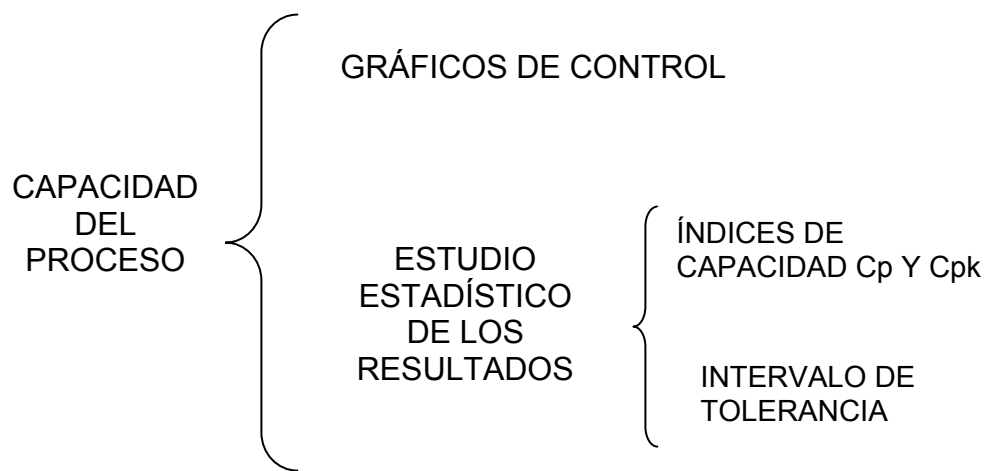 CAPACIDAD
DEL
PROCESO
GRÁFICOS DE CONTROL
ESTUDIO
ESTADÍSTICO
DE LOS
RESULTADOS
ÍNDICES DE
CAPACIDAD Cp Y Cpk
INTERVALO DE
TOLERANCIA